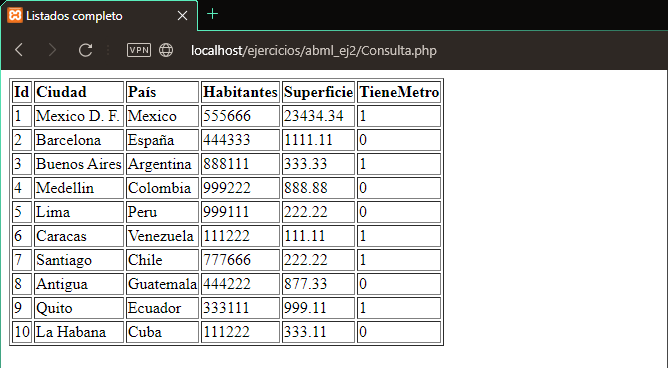 Listados completo
VPN localhost/ejercicios/abml_ej2/Consulta.php
Id Ciudad País Habitantes Superficie TieneMetro
1 Mexico D. F. Mexico 555666 23434.34 1
2 Barcelona España 444333 1111.11 0
3 Buenos Aires Argentina 888111 333.33 1
4 Medellin Colombia 999222 888.88 0
5 Lima Peru 999111 222.22 0
6 Caracas Venezuela 111222 111.11 1
7 Santiago Chile 777666 222.22 1
8 Antigua Guatemala 444222 877.33 0
9 Quito Ecuador 333111 999.11 1
10 La Habana Cuba 111222 333.11 0